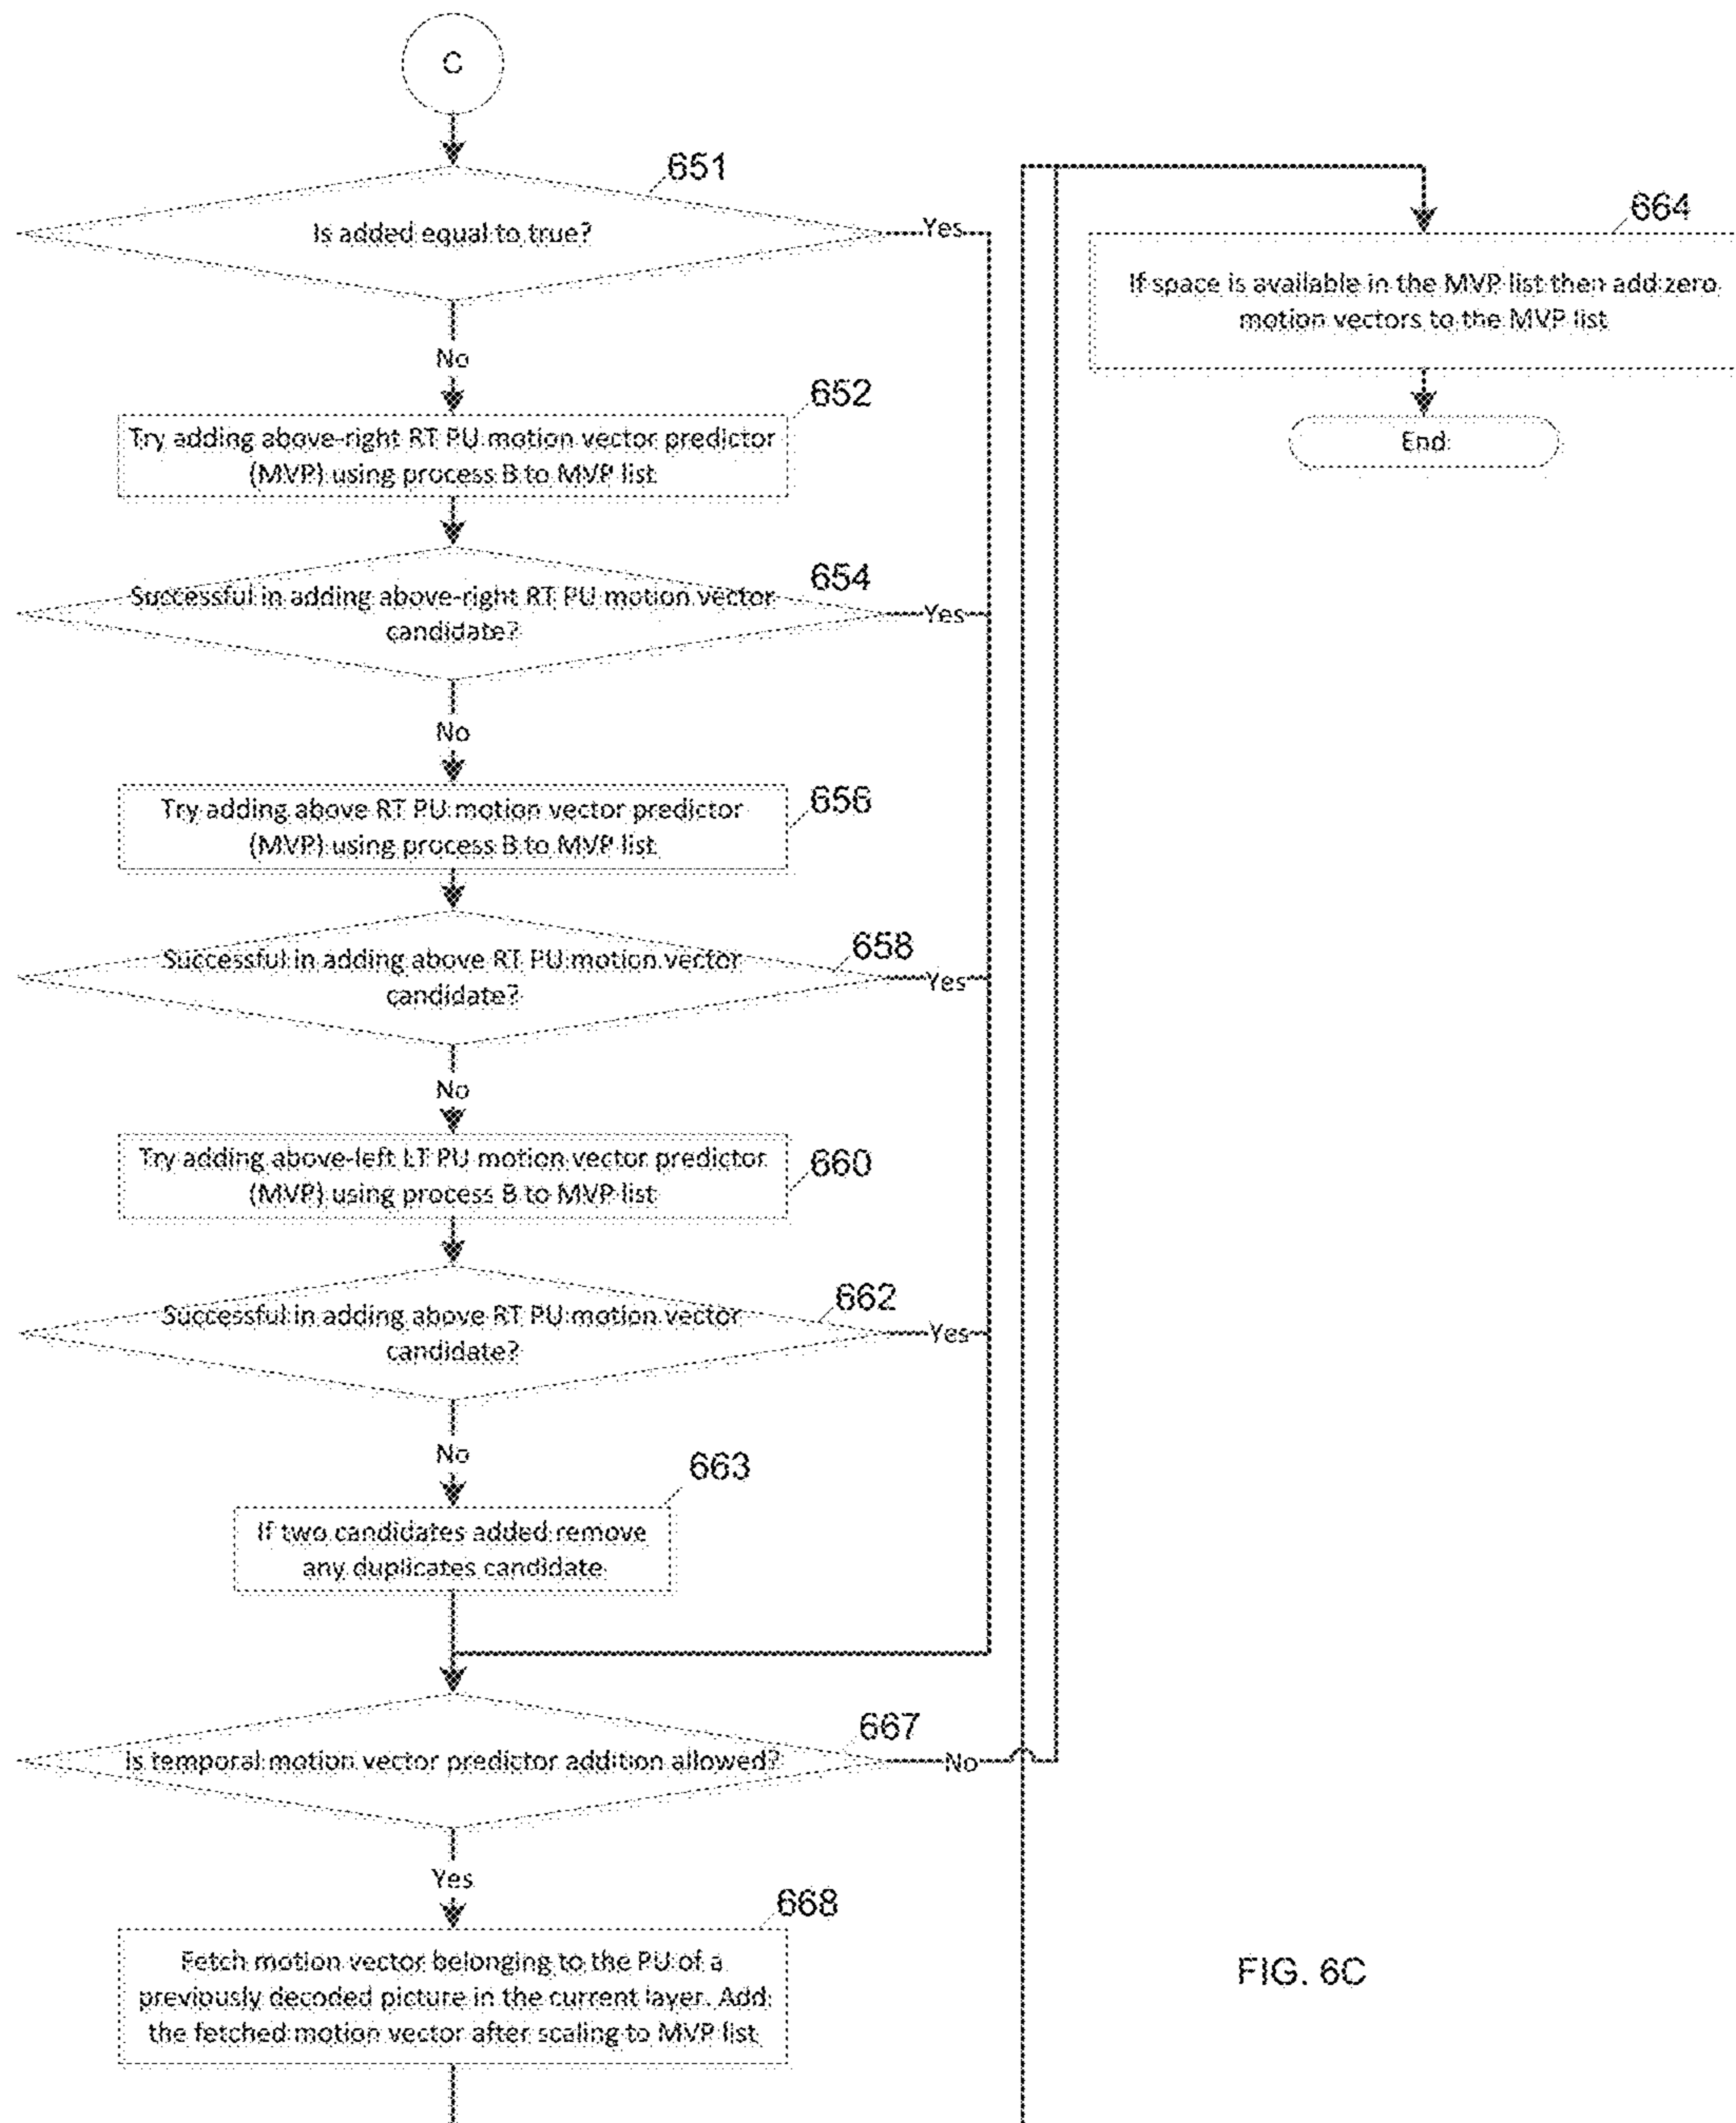 C
651
Is added equal to true?
Yes
No
652
Try adding above-right RT PU motion vector predictor
(MVP) using process B to MVP list
654
Successful in adding above-right RT PU motion vector
candidate?
Yes
No
656
Try adding above RT PU motion vector predictor
(MVP) using process B to MVP list
658
Successful in adding above RT PU motion vector
candidate?
Yes
No
660
Try adding above-left LT PU motion vector predictor
(MVP) using process B to MVP list
662
Successful in adding above RT PU motion vector
candidate?
Yes
No
663
If two candidates added remove
any duplicates candidate
667
Is temporal motion vector predictor addition allowed?
No
Yes
668
Fetch motion vector belonging to the PU of a
previously decoded picture in the current layer. Add
the fetched motion vector after scaling to MVP list
664
If space is available in the MVP list then add zero
motion vectors to the MVP list
End
FIG. 6C